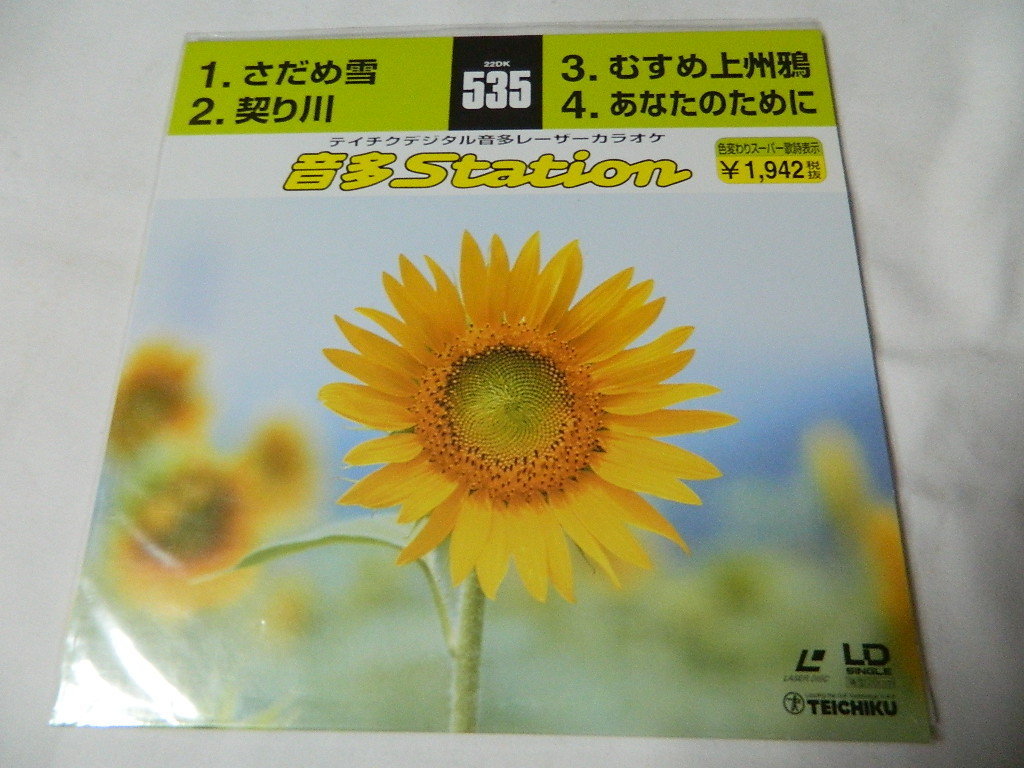 1. さだめ雪
2. 契り川
22DK
535
3. むすめ上州鴉
4. あなたのために
テイチクデジタル音多レーザーカラオケ
音多Station
色変わりスーパー歌詩表示
¥1,942 税抜
LASER DISC
LD
SINGLE
TEICHIKU